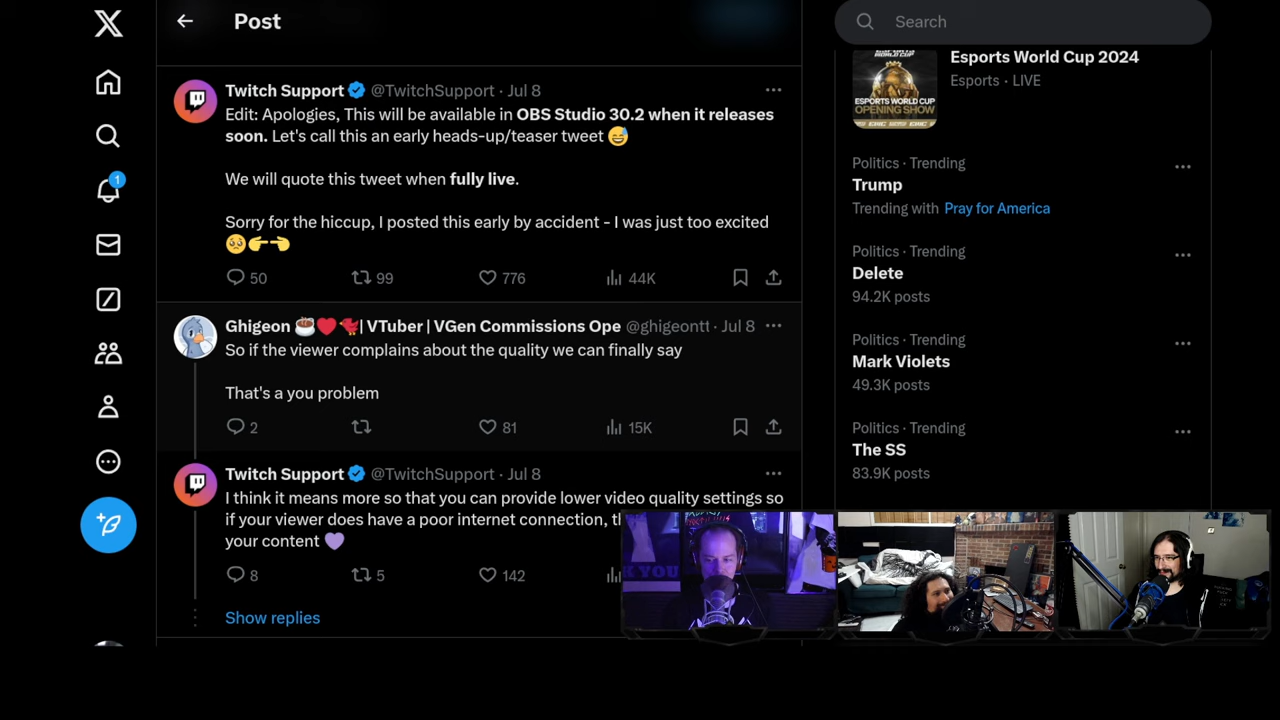 Post
Search
Twitch Support @TwitchSupport · Jul 8
Edit: Apologies, This will be available in OBS Studio 30.2 when it releases
soon. Let's call this an early heads-up/teaser tweet 😅
We will quote this tweet when fully live.
Sorry for the hiccup, I posted this early by accident - I was just too excited
🥺👉👈
50 99 776 44K
Ghigeon ☕❤️🐦| VTuber | VGen Commissions Ope @ghigeontt · Jul 8
So if the viewer complains about the quality we can finally say
That's a you problem
2 81 15K
Twitch Support @TwitchSupport · Jul 8
I think it means more so that you can provide lower video quality settings so
if your viewer does have a poor internet connection,
your content 💜
8 5 142
Show replies
1
ESPORTS WORLD CUP
OPENING SHOW
Esports World Cup 2024
Esports · LIVE
Politics · Trending
Trump
Trending with Pray for America
Politics · Trending
Delete
94.2K posts
Politics · Trending
Mark Violets
49.3K posts
Politics · Trending
The SS
83.9K posts
K YOU